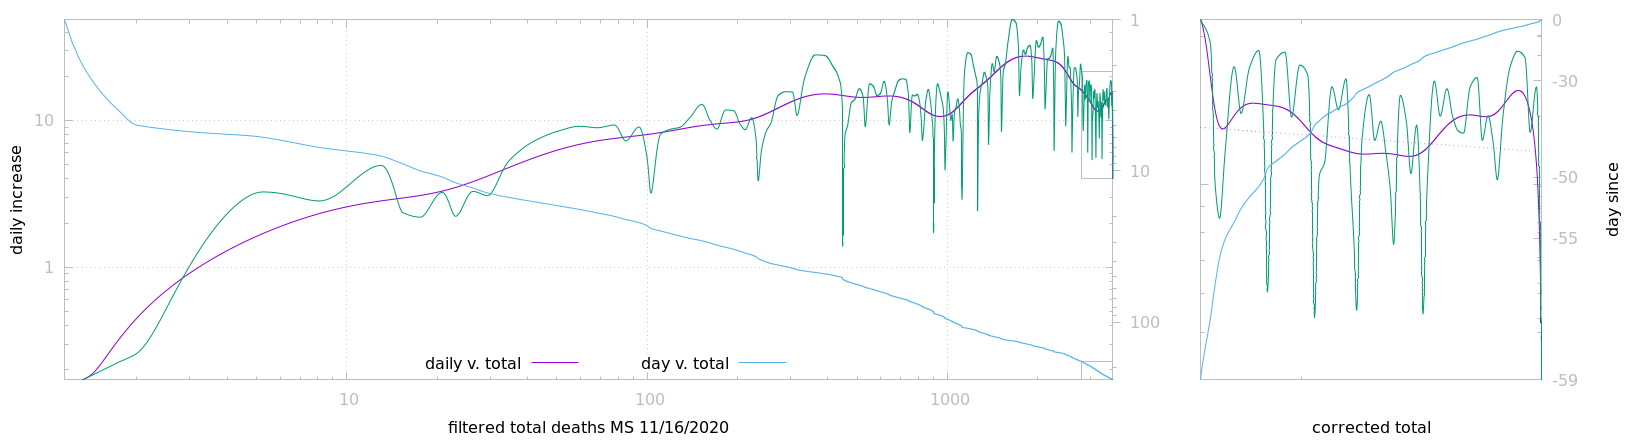 daily increase
10
1
daily v. total
day v. total
10
100
1000
filtered total deaths MS 11/16/2020
1
10
100
0
-30
-50
-55
-59
day since
corrected total